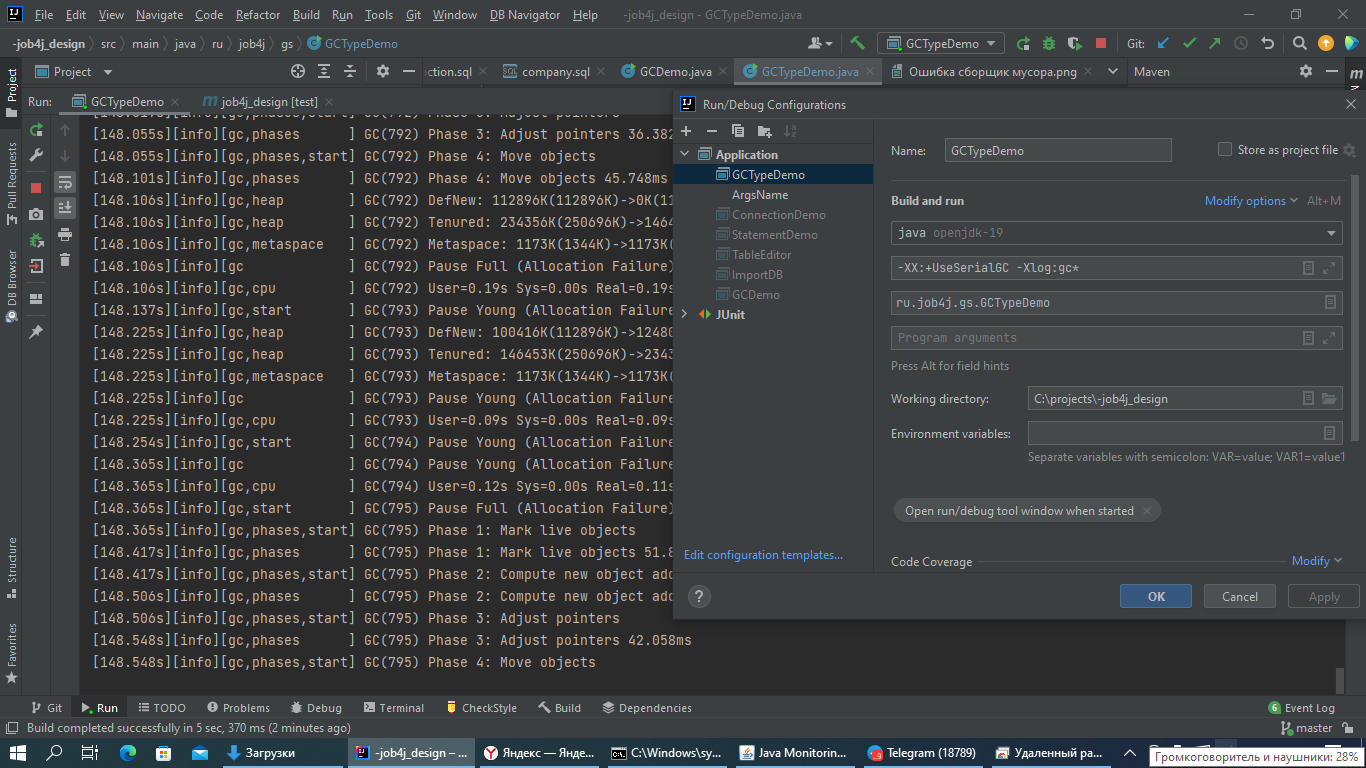 File Edit View Navigate Code Refactor Build Run Tools Git Window DB Navigator Help -job4j_design - GCTypeDemo.java
-job4j_design src main java ru job4j gs GCTypeDemo GCTypeDemo Git:
Project ction.sql company.sql GCDemo.java GCTypeDemo.java Ошибка сборщик мусора.png Maven
Run: GCTypeDemo job4j_design [test]
[148.055s][info][gc,phases ] GC(792) Phase 3: Adjust pointers 36.382
[148.055s][info][gc,phases,start] GC(792) Phase 4: Move objects
[148.101s][info][gc,phases ] GC(792) Phase 4: Move objects 45.748ms
[148.106s][info][gc,heap ] GC(792) DefNew: 112896K(112896K)->0K(11
[148.106s][info][gc,heap ] GC(792) Tenured: 234356K(250696K)->1464
[148.106s][info][gc,metaspace ] GC(792) Metaspace: 1173K(1344K)->1173K(
[148.106s][info][gc ] GC(792) Pause Full (Allocation Failure)
[148.106s][info][gc,cpu ] GC(792) User=0.19s Sys=0.00s Real=0.19s
[148.137s][info][gc,start ] GC(793) Pause Young (Allocation Failure
[148.225s][info][gc,heap ] GC(793) DefNew: 100416K(112896K)->12480
[148.225s][info][gc,heap ] GC(793) Tenured: 146453K(250696K)->2343
[148.225s][info][gc,metaspace ] GC(793) Metaspace: 1173K(1344K)->1173K(
[148.225s][info][gc ] GC(793) Pause Young (Allocation Failure
[148.225s][info][gc,cpu ] GC(793) User=0.09s Sys=0.00s Real=0.09s
[148.254s][info][gc,start ] GC(794) Pause Young (Allocation Failure
[148.365s][info][gc ] GC(794) Pause Young (Allocation Failure
[148.365s][info][gc,cpu ] GC(794) User=0.12s Sys=0.00s Real=0.11s
[148.365s][info][gc,start ] GC(795) Pause Full (Allocation Failure)
[148.365s][info][gc,phases,start] GC(795) Phase 1: Mark live objects
[148.417s][info][gc,phases ] GC(795) Phase 1: Mark live objects 51.8
[148.417s][info][gc,phases,start] GC(795) Phase 2: Compute new object add
[148.506s][info][gc,phases ] GC(795) Phase 2: Compute new object add
[148.506s][info][gc,phases,start] GC(795) Phase 3: Adjust pointers
[148.548s][info][gc,phases ] GC(795) Phase 3: Adjust pointers 42.058ms
[148.548s][info][gc,phases,start] GC(795) Phase 4: Move objects
Project
Pull Requests
DB Browser
Structure
Favorites
Run/Debug Configurations
Application
GCTypeDemo
ArgsName
ConnectionDemo
StatementDemo
TableEditor
ImportDB
GCDemo
JUnit
Edit configuration templates...
Name: GCTypeDemo Store as project file
Build and run Modify options Alt+M
java openjdk-19
-XX:+UseSerialGC -Xlog:gc*
ru.job4j.gs.GCTypeDemo
Program arguments
Press Alt for field hints
Working directory: C:\projects\-job4j_design
Environment variables:
Separate variables with semicolon: VAR=value; VAR1=value1
Open run/debug tool window when started
Code Coverage Modify
? OK Cancel Apply
Git Run TODO Problems Debug Terminal CheckStyle Build Dependencies 6 Event Log
Build completed successfully in 5 sec, 370 ms (2 minutes ago) master
Загрузки -job4j_design – ... Яндекс — Янде... C:\Windows\sy... Java Monitorin... Telegram (18789) Удаленный ра...
Громкоговоритель и наушники: 28%